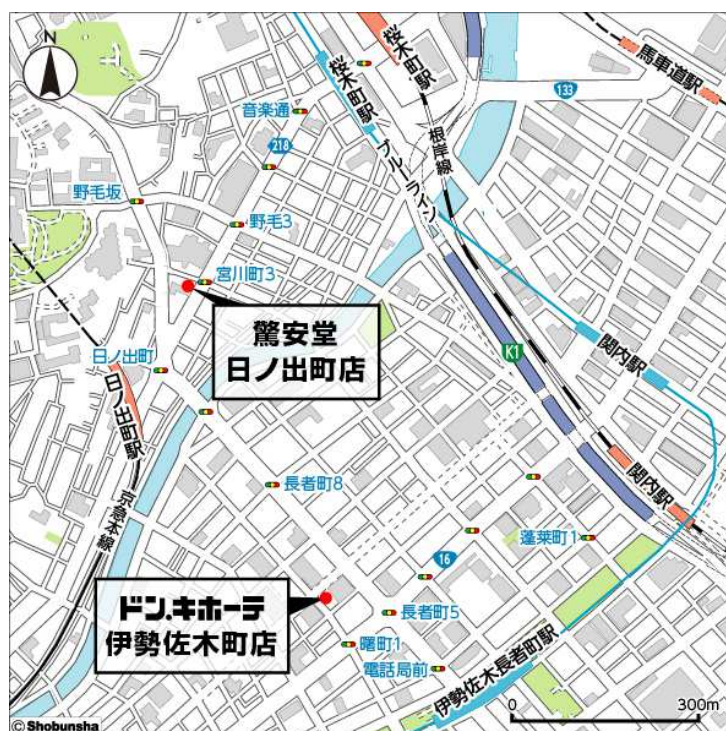 N
桜木町駅
桜木町駅
馬車道駅
音楽通
133
218
ブルーライン
根岸線
野毛坂
野毛3
宮川町3
驚安堂
日ノ出町店
K1
関内駅
日ノ出町
日ノ出町駅
長者町8
関内駅
京急本線
蓬莱町1
16
ドン.キホーテ
伊勢佐木町店
長者町5
曙町1
電話局前
伊勢佐木長者町駅
0 300m
© Shobunsha